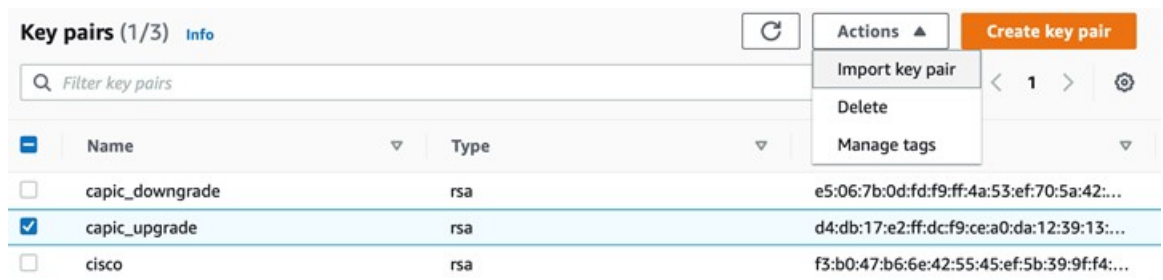 Key pairs (1/3) Info
Actions
Create key pair
Filter key pairs
Import key pair
1
Delete
Manage tags
Name
Type
capic_downgrade rsa e5:06:7b:0d:fd:f9:ff:4a:53:ef:70:5a:42:...
capic_upgrade rsa d4:db:17:e2:ff:dc:f9:ce:a0:da:12:39:13:...
cisco rsa f3:b0:47:b6:6e:42:55:45:ef:5b:39:9f:f4:...